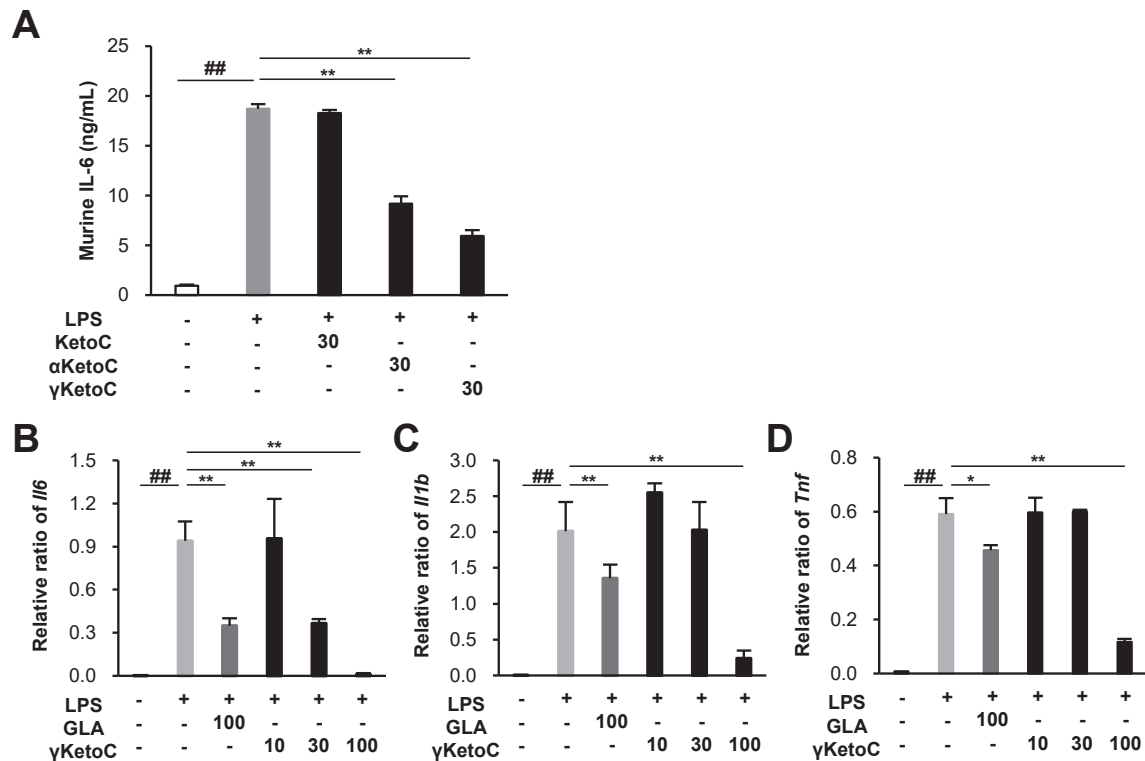 A
25
20
15
10
5
0
Murine IL-6 (ng/mL)
##
**
**
LPS - + + + +
KetoC - - 30 - -
αKetoC - - - 30 -
γKetoC - - - - 30
B
1.5
1.2
0.9
0.6
0.3
0.0
Relative ratio of Il6
##
**
**
**
LPS - + + + + +
GLA - - 100 - - -
γKetoC - - - 10 30 100
C
3.0
2.5
2.0
1.5
1.0
0.5
0.0
Relative ratio of Il1b
##
**
**
LPS - + + + + +
GLA - - 100 - - -
γKetoC - - - 10 30 100
D
0.8
0.6
0.4
0.2
0.0
Relative ratio of Tnf
##
*
**
LPS - + + + + +
GLA - - 100 - - -
γKetoC - - - 10 30 100